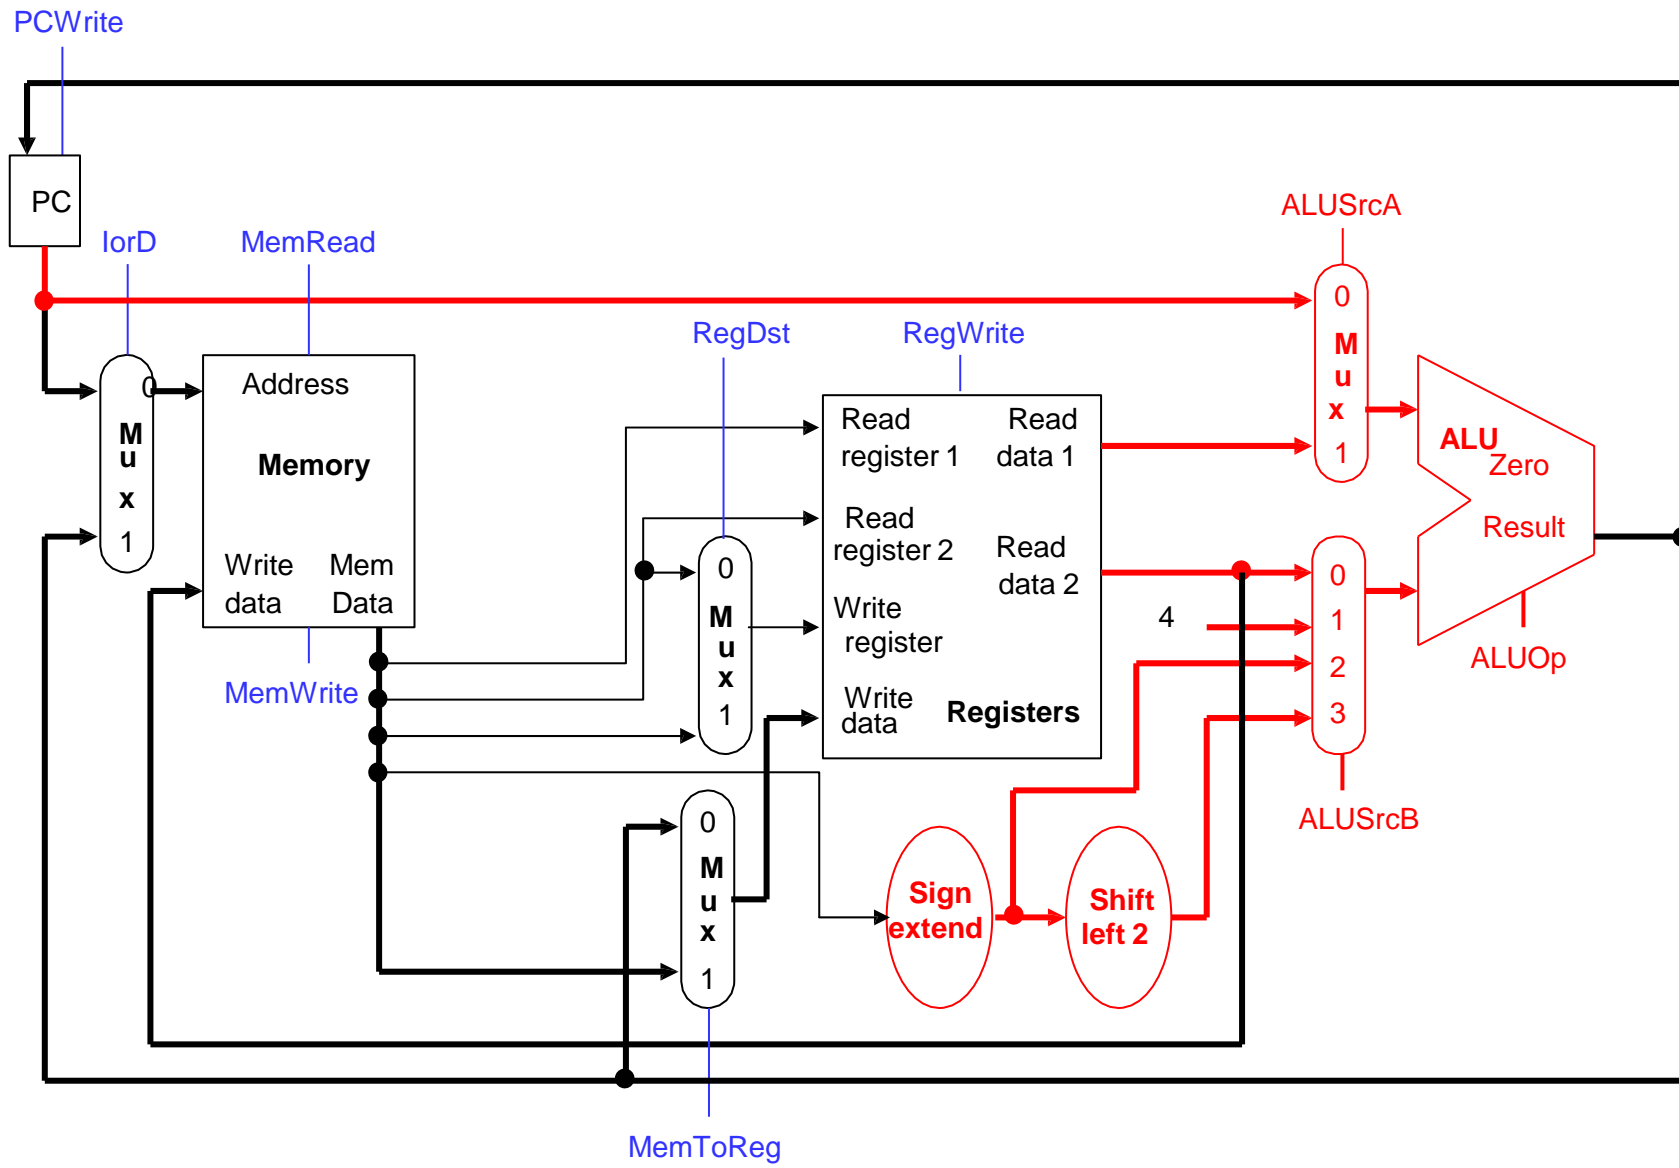 PCWrite
PC
IorD
MemRead
ALUSrcA
0
M
u
x
1
RegDst
RegWrite
0
M
u
x
1
Address
Memory
Write
data
Mem
Data
MemWrite
Read
register 1
Read
data 1
Read
register 2
Read
data 2
Write
register
Write
data
Registers
0
M
u
x
1
ALU
Zero
Result
ALUOp
4
0
1
2
3
ALUSrcB
0
M
u
x
1
MemToReg
Sign
extend
Shift
left 2